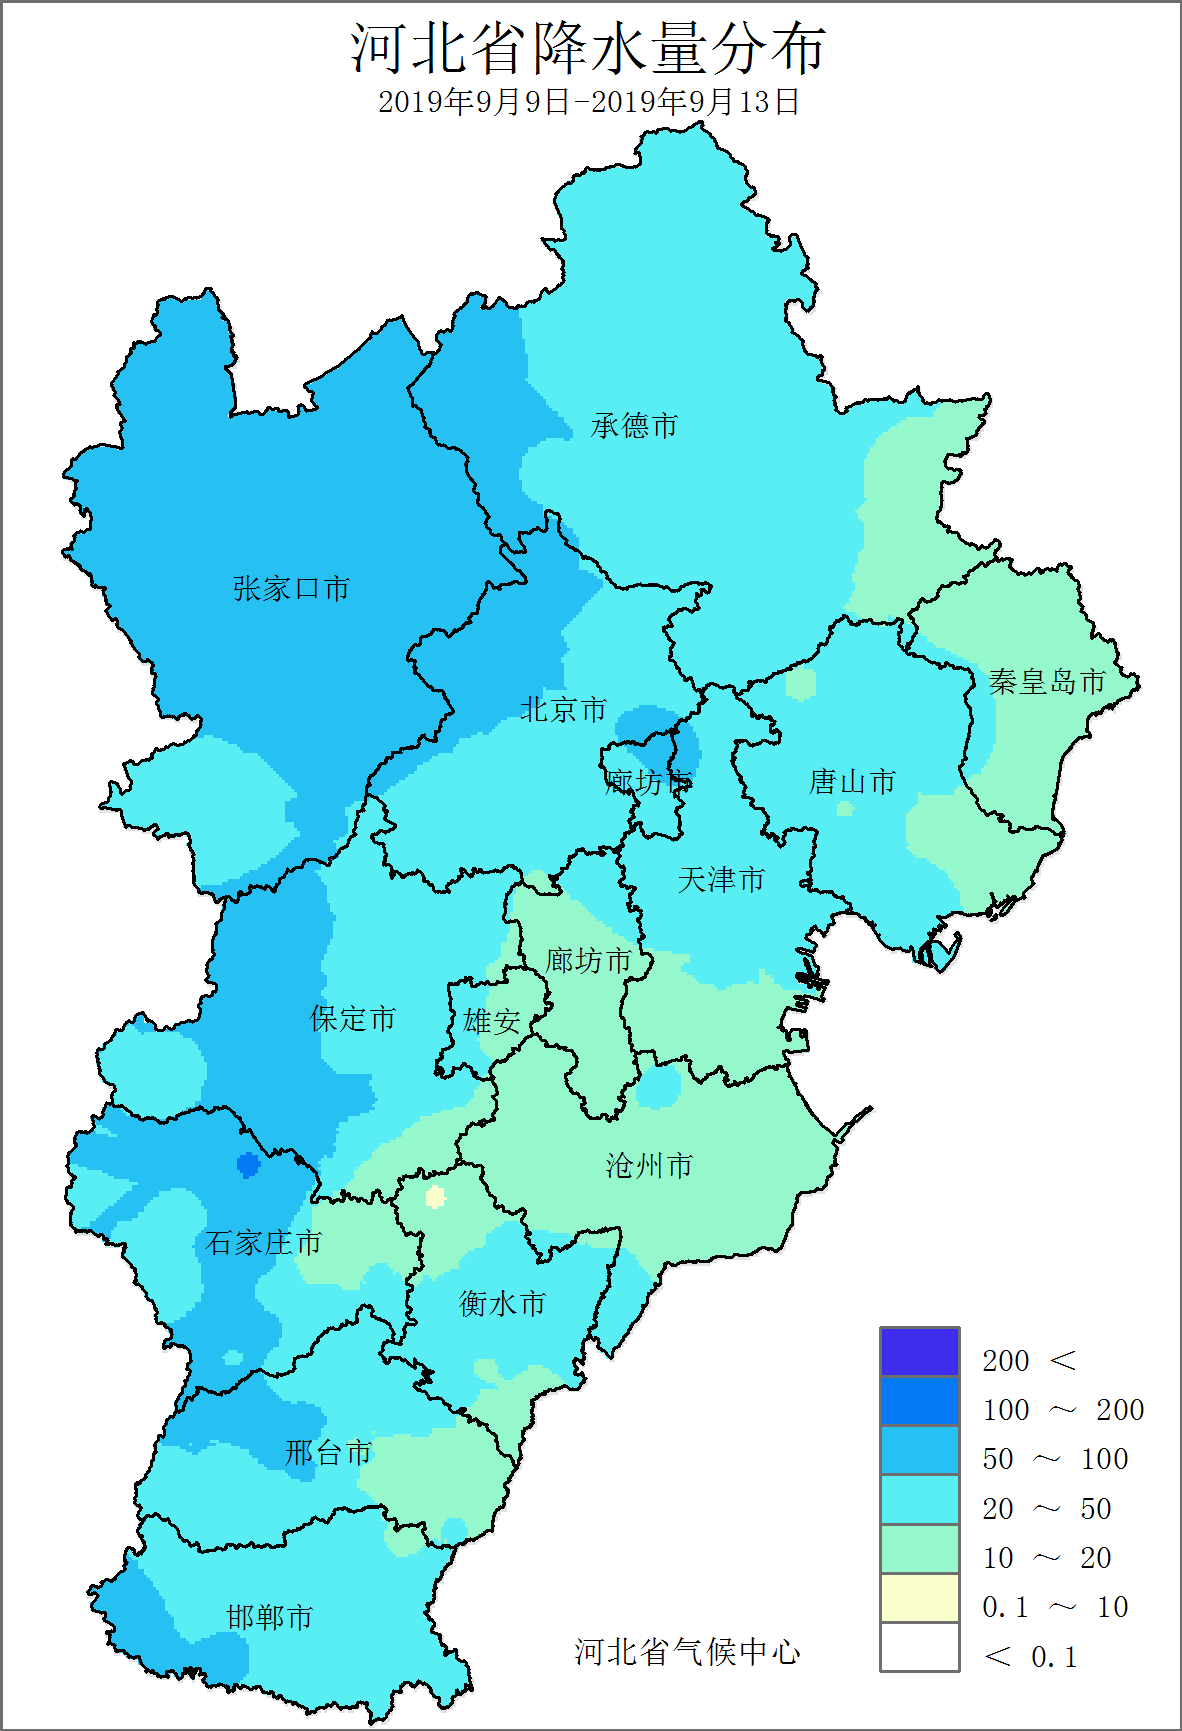 河北省降水量分布
2019年9月9日-2019年9月13日
承德市
张家口市
秦皇岛市
北京市
廊坊市
唐山市
天津市
廊坊市
保定市
雄安
沧州市
石家庄市
衡水市
邢台市
邯郸市
200 <
100 ~ 200
50 ~ 100
20 ~ 50
10 ~ 20
0.1 ~ 10
< 0.1
河北省气候中心